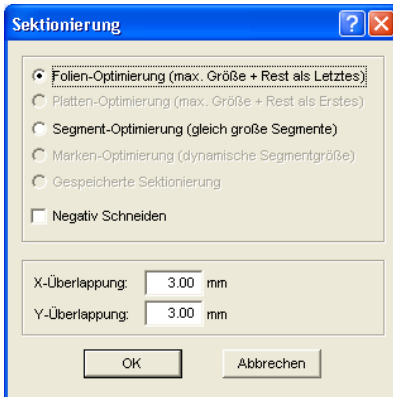 Sektionierung
Folien-Optimierung (max. Größe + Rest als Letztes)
Platten-Optimierung (max. Größe + Rest als Erstes)
Segment-Optimierung (gleich große Segmente)
Marken-Optimierung (dynamische Segmentgröße)
Gespeicherte Sektionierung
Negativ Schneiden
X-Überlappung: 3.00 mm
Y-Überlappung: 3.00 mm
OK Abbrechen